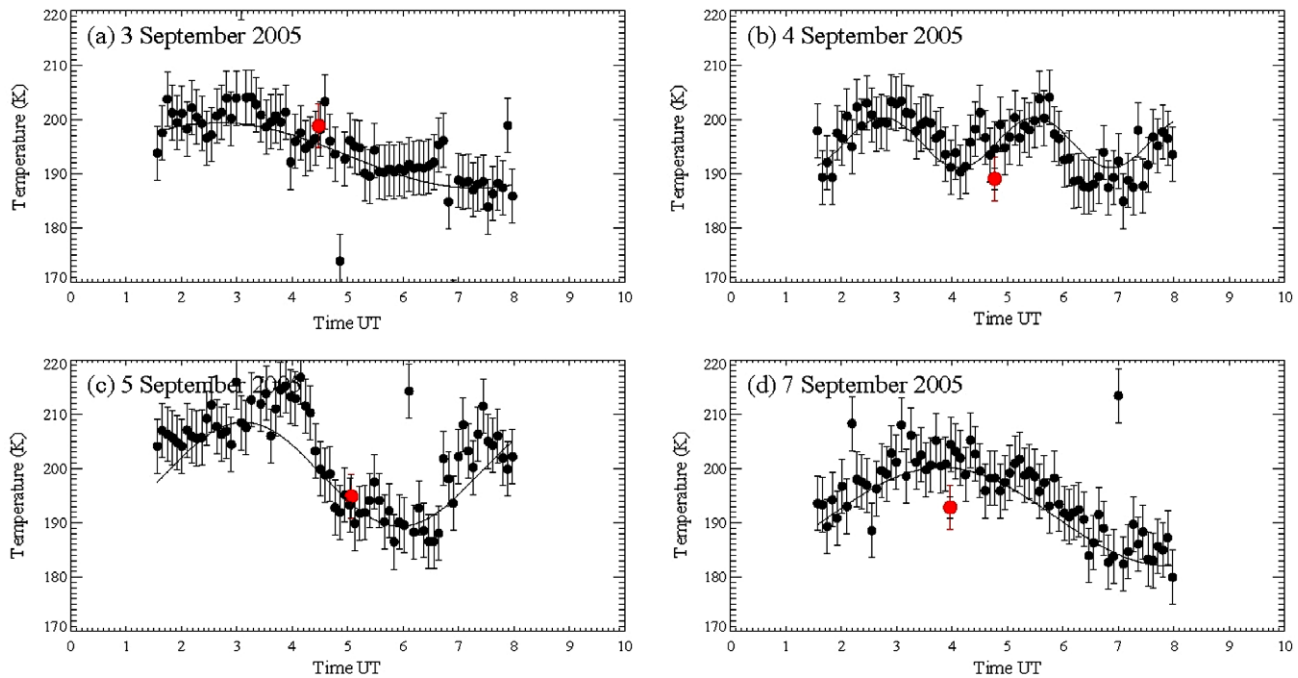 (a) 3 September 2005
220
210
200
190
180
170
Temperature (K)
0 1 2 3 4 5 6 7 8 9 10
Time UT
(b) 4 September 2005
220
210
200
190
180
170
Temperature (K)
0 1 2 3 4 5 6 7 8 9 10
Time UT
(c) 5 September 2005
220
210
200
190
180
170
Temperature (K)
0 1 2 3 4 5 6 7 8 9 10
Time UT
(d) 7 September 2005
220
210
200
190
180
170
Temperature (K)
0 1 2 3 4 5 6 7 8 9 10
Time UT